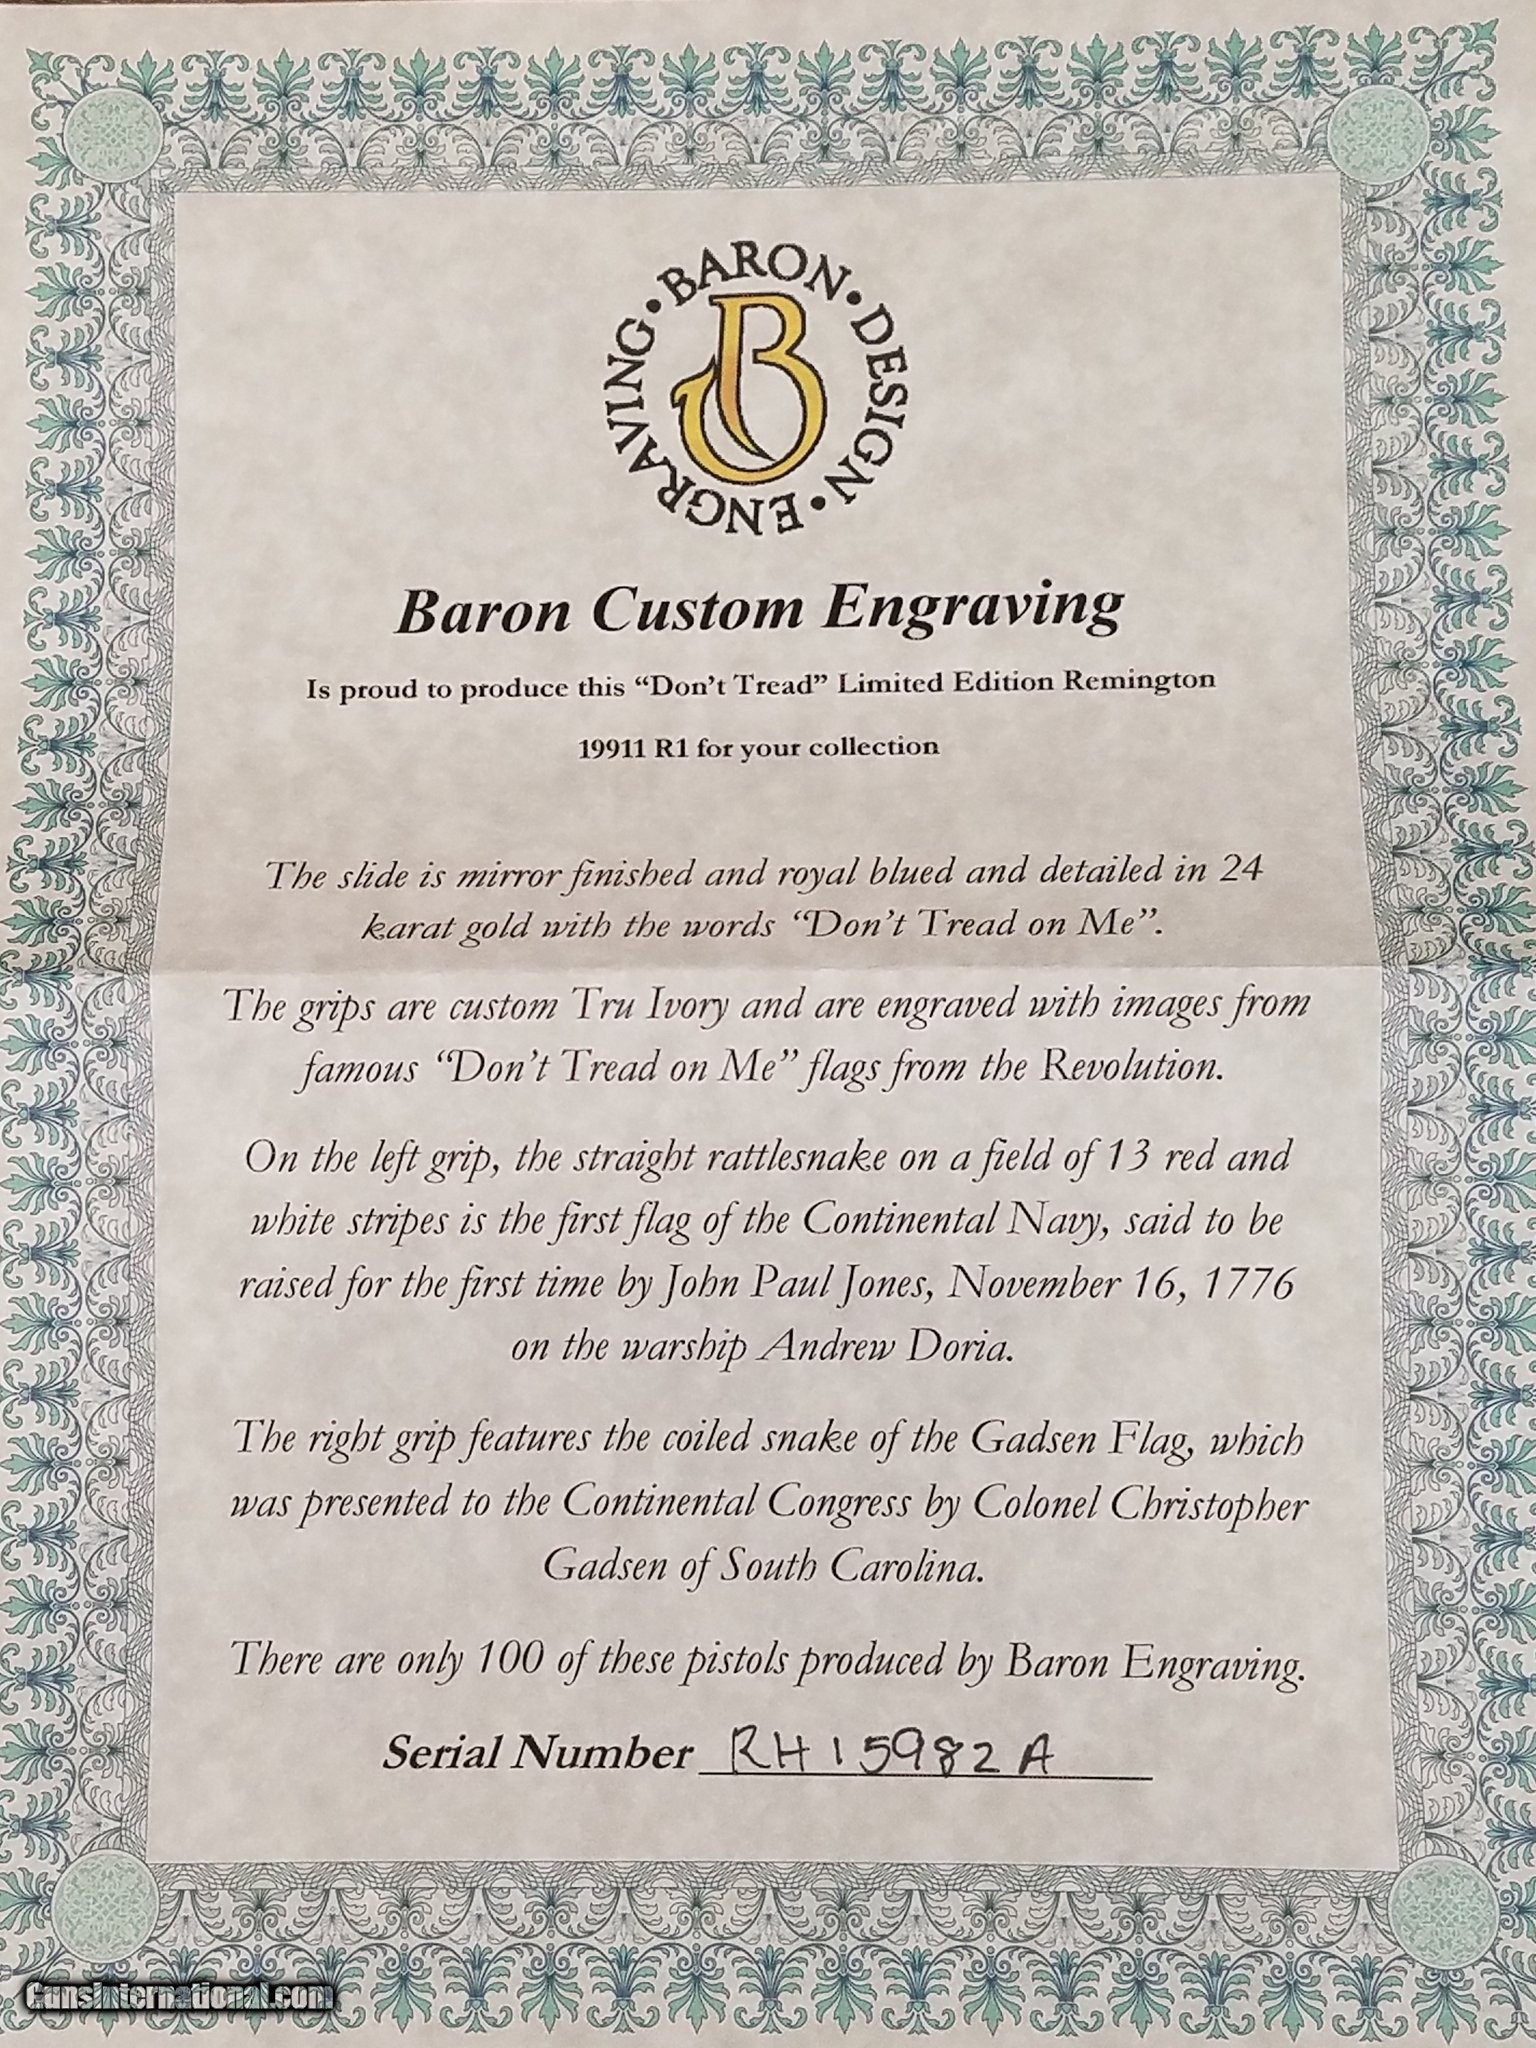 BARON • DESIGN • ENGRAVING •
B
Baron Custom Engraving
Is proud to produce this “Don’t Tread” Limited Edition Remington
19911 R1 for your collection
The slide is mirror finished and royal blued and detailed in 24
karat gold with the words “Don’t Tread on Me”.
The grips are custom Tru Ivory and are engraved with images from
famous “Don’t Tread on Me” flags from the Revolution.
On the left grip, the straight rattlesnake on a field of 13 red and
white stripes is the first flag of the Continental Navy, said to be
raised for the first time by John Paul Jones, November 16, 1776
on the warship Andrew Doria.
The right grip features the coiled snake of the Gadsen Flag, which
was presented to the Continental Congress by Colonel Christopher
Gadsen of South Carolina.
There are only 100 of these pistols produced by Baron Engraving.
Serial Number RH15982A
GunsInternational.com